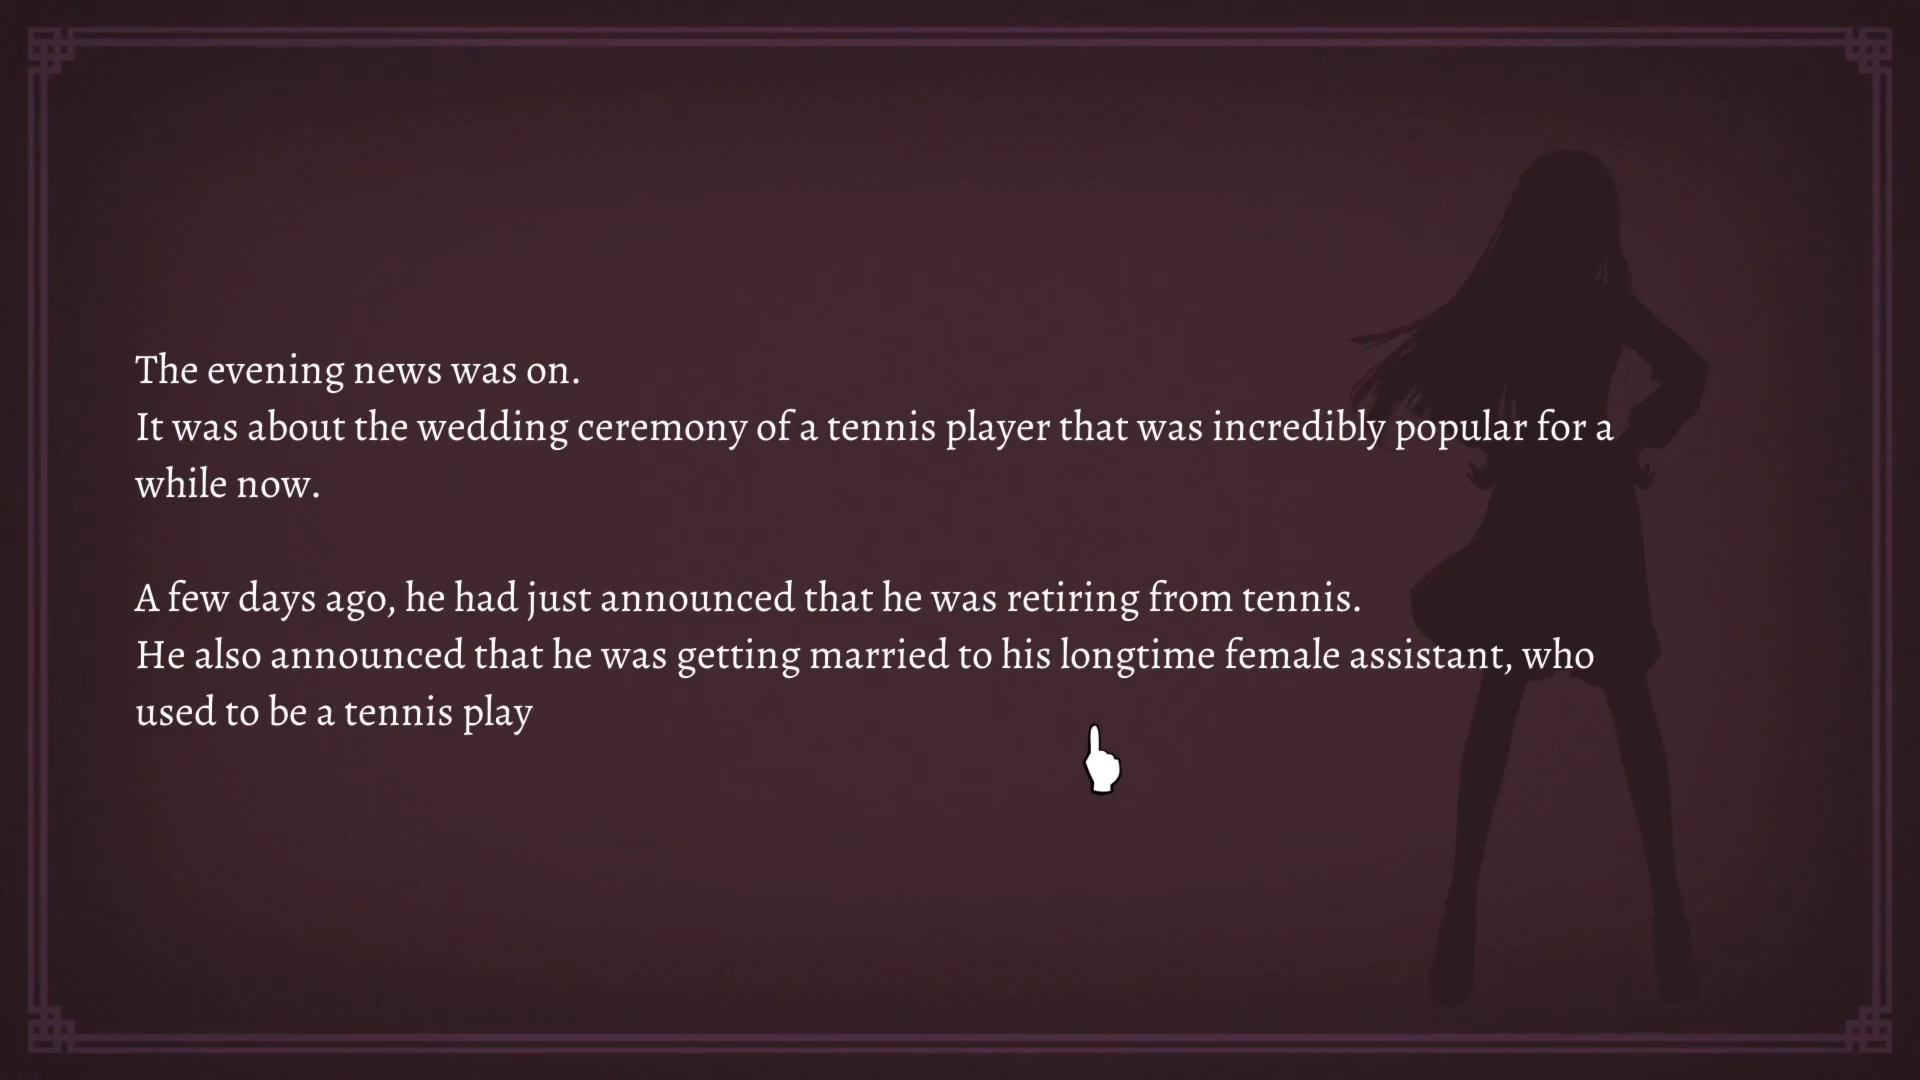 The evening news was on.
It was about the wedding ceremony of a tennis player that was incredibly popular for a
while now.
A few days ago, he had just announced that he was retiring from tennis.
He also announced that he was getting married to his longtime female assistant, who
used to be a tennis play